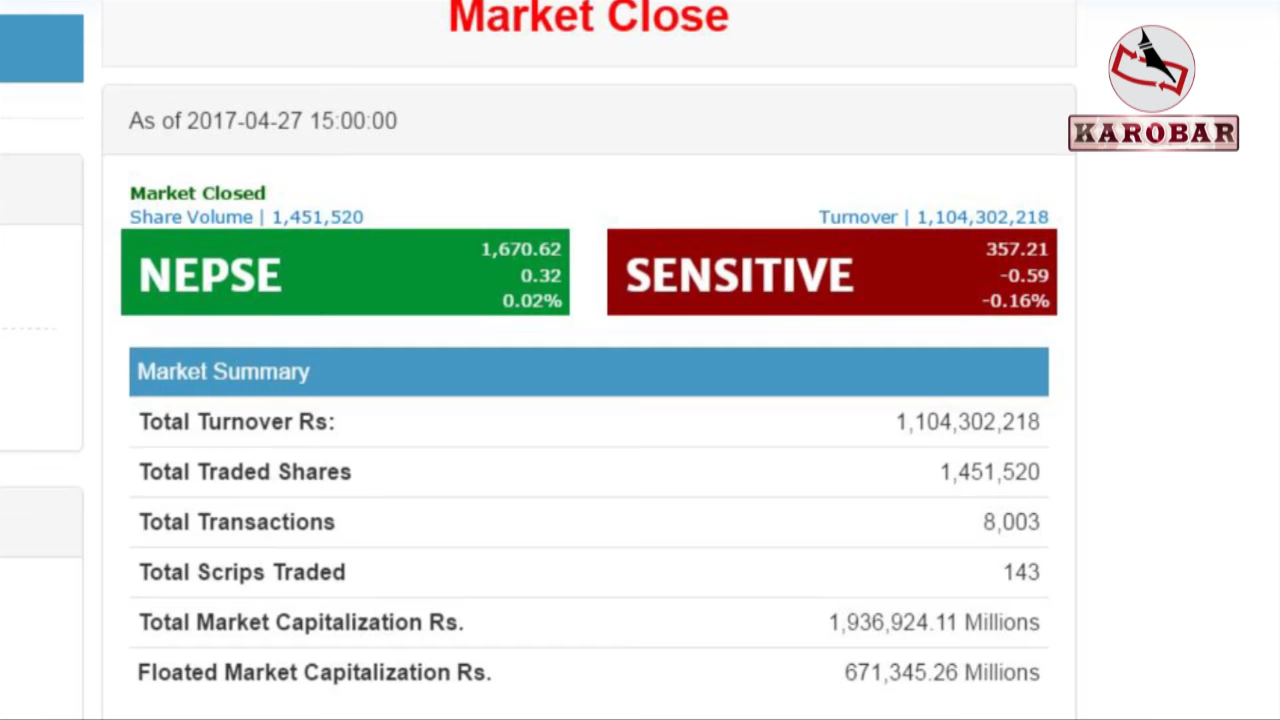 Market Close
KAROBAR
As of 2017-04-27 15:00:00
Market Closed
Share Volume | 1,451,520
Turnover | 1,104,302,218
NEPSE
1,670.62
0.32
0.02%
SENSITIVE
357.21
-0.59
-0.16%
Market Summary
Total Turnover Rs: 1,104,302,218
Total Traded Shares 1,451,520
Total Transactions 8,003
Total Scrips Traded 143
Total Market Capitalization Rs. 1,936,924.11 Millions
Floated Market Capitalization Rs. 671,345.26 Millions